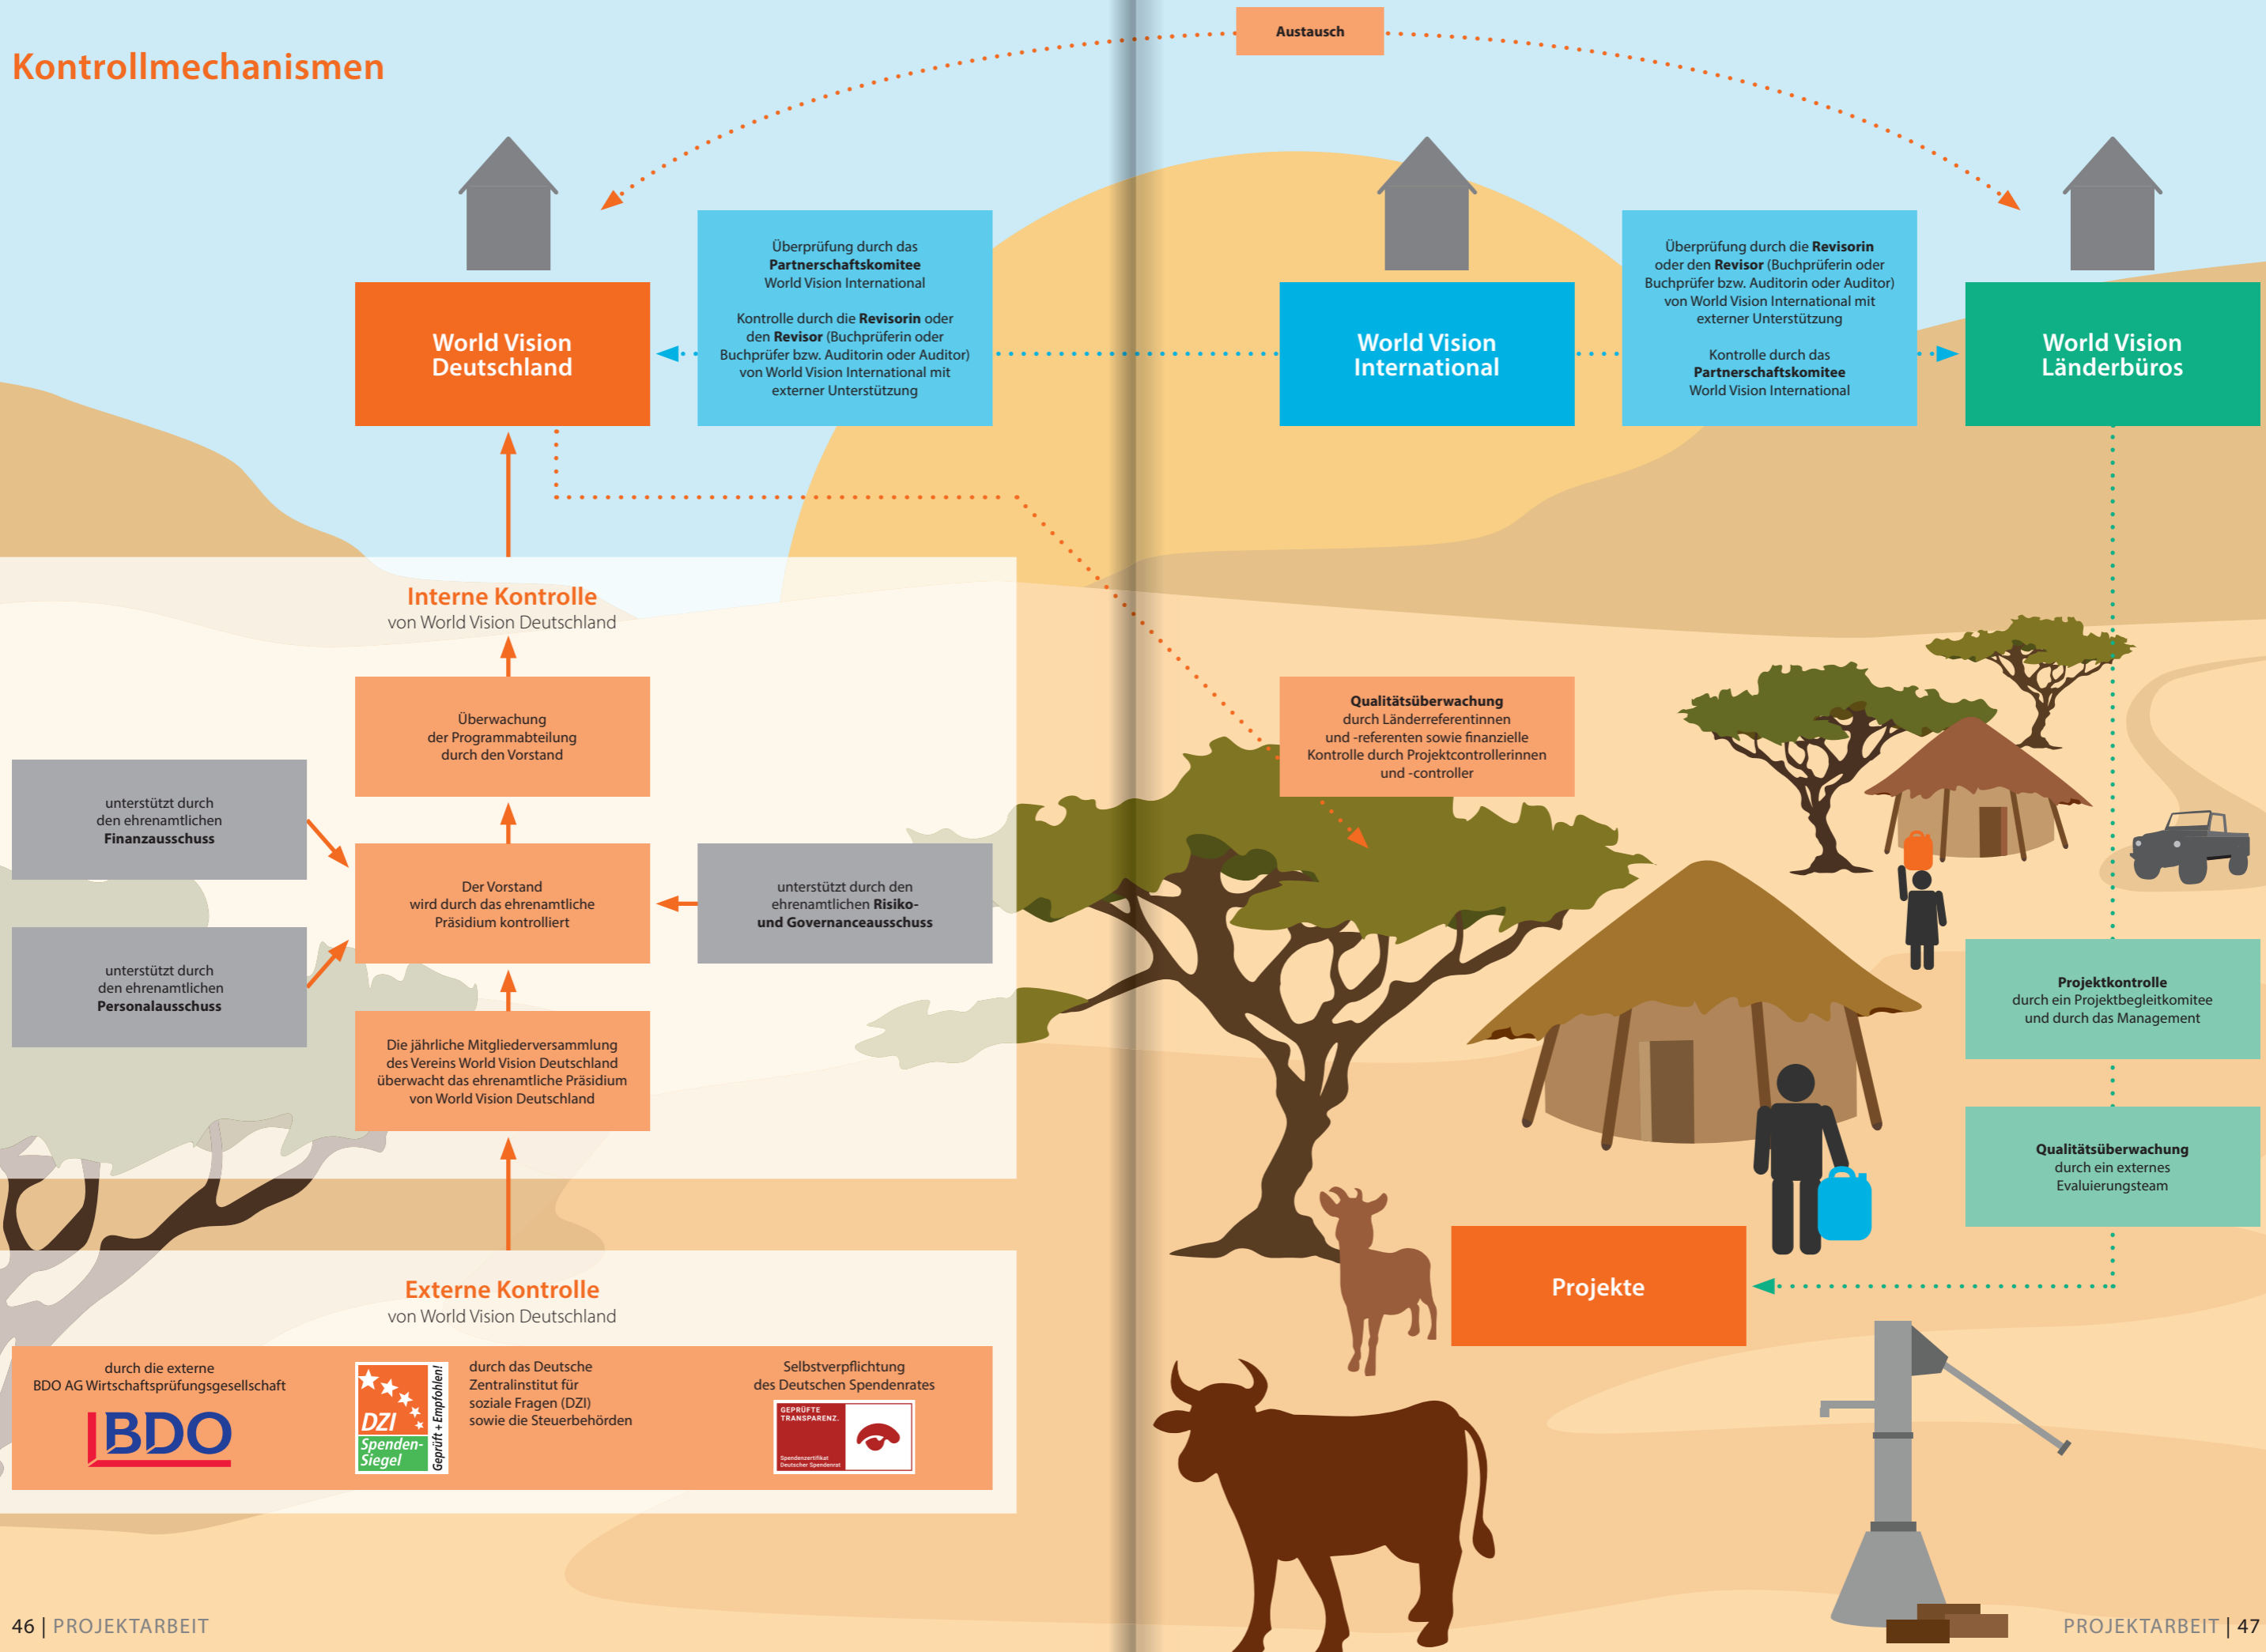 Kontrollmechanismen
Austausch
World Vision
Deutschland
Überprüfung durch das
Partnerschaftskomitee
World Vision International
Kontrolle durch die Revisorin oder
den Revisor (Buchprüferin oder
Buchprüfer bzw. Auditorin oder Auditor)
von World Vision International mit
externer Unterstützung
World Vision
International
Überprüfung durch die Revisorin
oder den Revisor (Buchprüferin oder
Buchprüfer bzw. Auditorin oder Auditor)
von World Vision International mit
externer Unterstützung
Kontrolle durch das
Partnerschaftskomitee
World Vision International
World Vision
Länderbüros
Interne Kontrolle
von World Vision Deutschland
Überwachung
der Programmabteilung
durch den Vorstand
unterstützt durch
den ehrenamtlichen
Finanzausschuss
Der Vorstand
wird durch das ehrenamtliche
Präsidium kontrolliert
unterstützt durch den
ehrenamtlichen Risiko-
und Governanceausschuss
unterstützt durch
den ehrenamtlichen
Personalausschuss
Die jährliche Mitgliederversammlung
des Vereins World Vision Deutschland
überwacht das ehrenamtliche Präsidium
von World Vision Deutschland
Externe Kontrolle
von World Vision Deutschland
durch die externe
BDO AG Wirtschaftsprüfungsgesellschaft
BDO
DZI
Spenden-
Siegel
Geprüft + Empfohlen!
durch das Deutsche
Zentralinstitut für
soziale Fragen (DZI)
sowie die Steuerbehörden
Selbstverpflichtung
des Deutschen Spendenrates
GEPRÜFTE
TRANSPARENZ.
Spendenzertifikat
Deutscher Spendenrat
Qualitätsüberwachung
durch Länderreferentinnen
und -referenten sowie finanzielle
Kontrolle durch Projektcontrollerinnen
und -controller
Projektkontrolle
durch ein Projektbegleitkomitee
und durch das Management
Qualitätsüberwachung
durch ein externes
Evaluierungsteam
Projekte
46 | PROJEKTARBEIT
PROJEKTARBEIT | 47